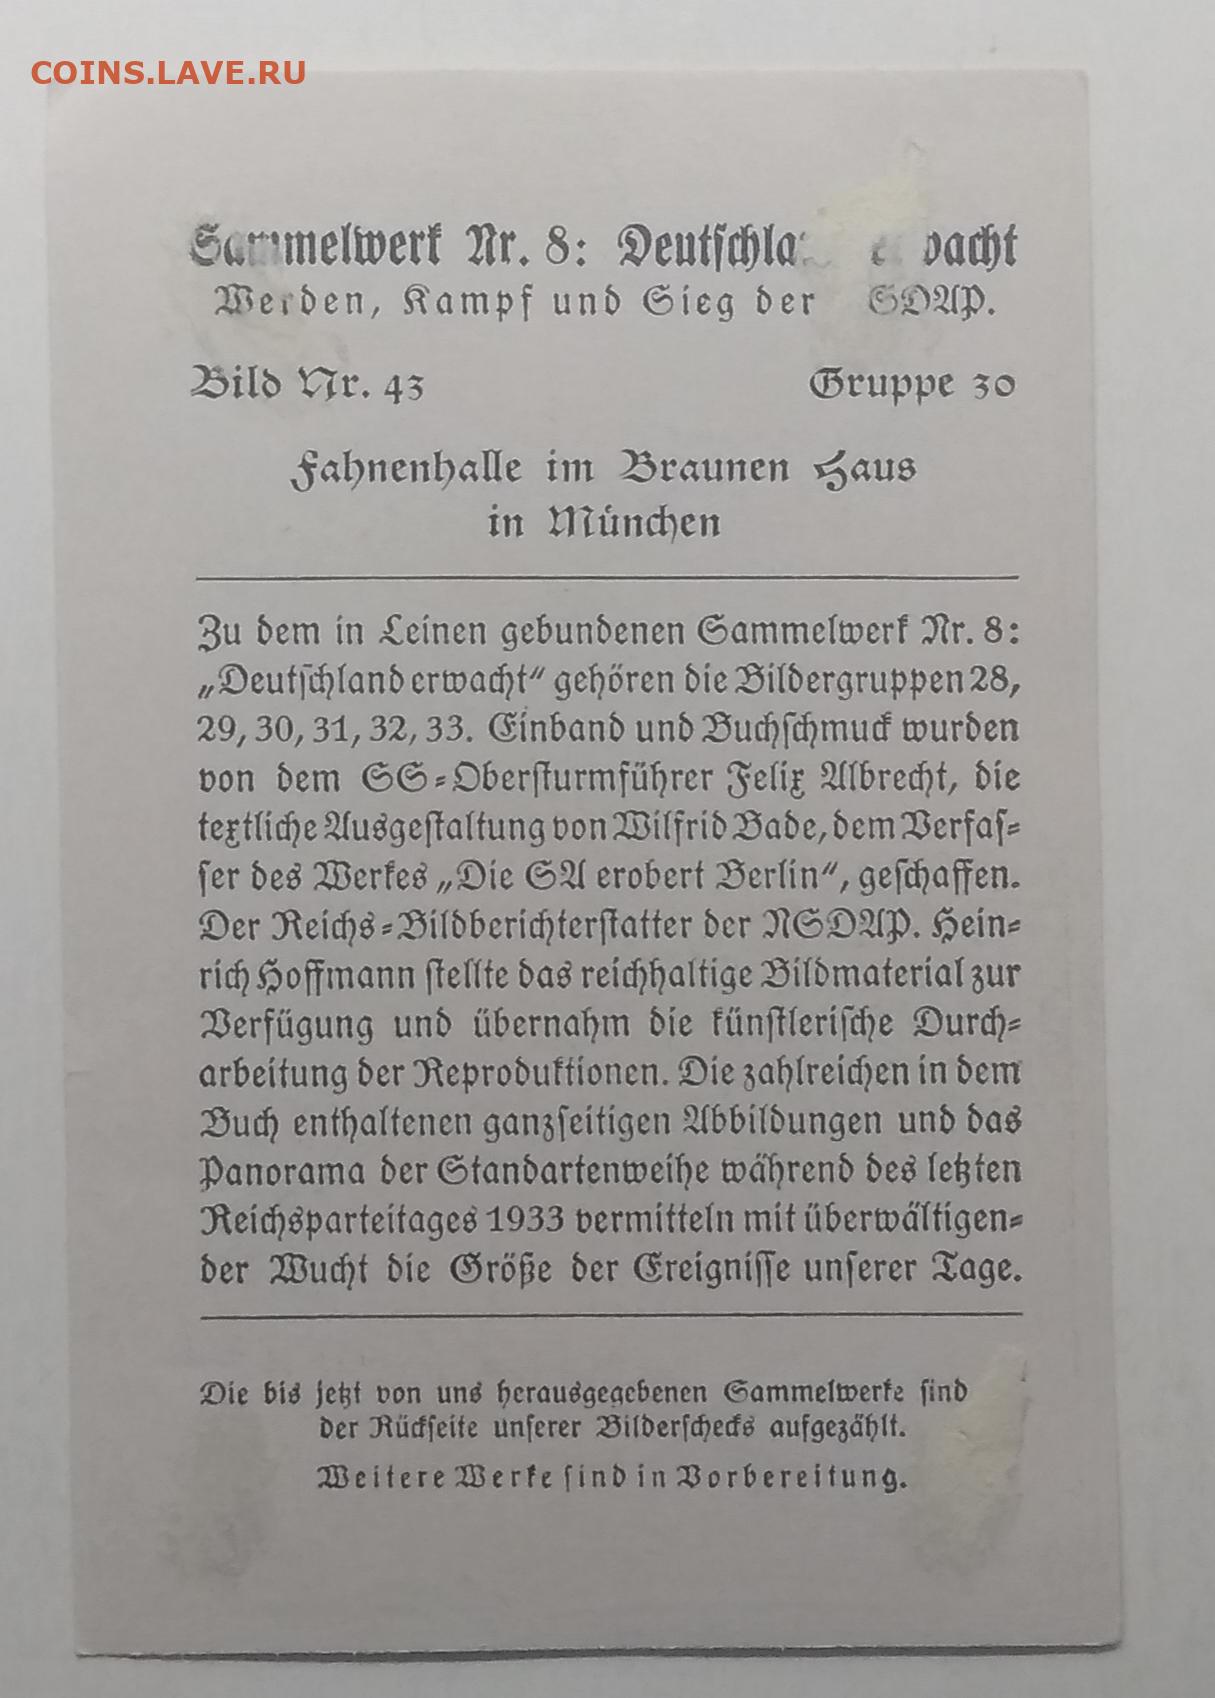 COINS.LAVE.RU
Sammelwerk Nr. 8:
Werden, Kampf und Sieg der
Bild Nr. 43 Gruppe 30
Fahnenhalle im Braunen Haus
in München
Zu dem in Leinen gebundenen Sammelwerk Nr. 8:
„Deutschland erwacht“ gehören die Bildergruppen 28,
29, 30, 31, 32, 33. Einband und Buchschmuck wurden
von dem SS-Obersturmführer Felix Albrecht, die
textliche Ausgestaltung von Wilfrid Bade, dem Verfas-
ser des Werkes „Die SA erobert Berlin“, geschaffen.
Der Reichs-Bildberichterstatter der NSDAP. Hein-
rich Hoffmann stellte das reichhaltige Bildmaterial zur
Verfügung und übernahm die künstlerische Durch-
arbeitung der Reproduktionen. Die zahlreichen in dem
Buch enthaltenen ganzseitigen Abbildungen und das
Panorama der Standartenweihe während des letzten
Reichsparteitages 1933 vermitteln mit überwältigen-
der Wucht die Größe der Ereignisse unserer Tage.
Die bis jetzt von uns herausgegebenen Sammelwerke sind
der Rückseite unserer Bilderschecks aufgezählt.
Weitere Werke sind in Vorbereitung.